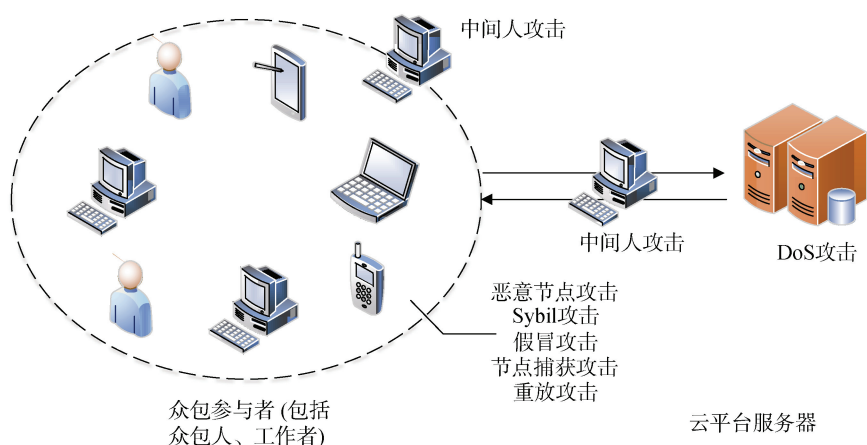 中间人攻击
中间人攻击
DoS攻击
恶意节点攻击
Sybil攻击
假冒攻击
节点捕获攻击
重放攻击
众包参与者 (包括
众包人、工作者)
云平台服务器